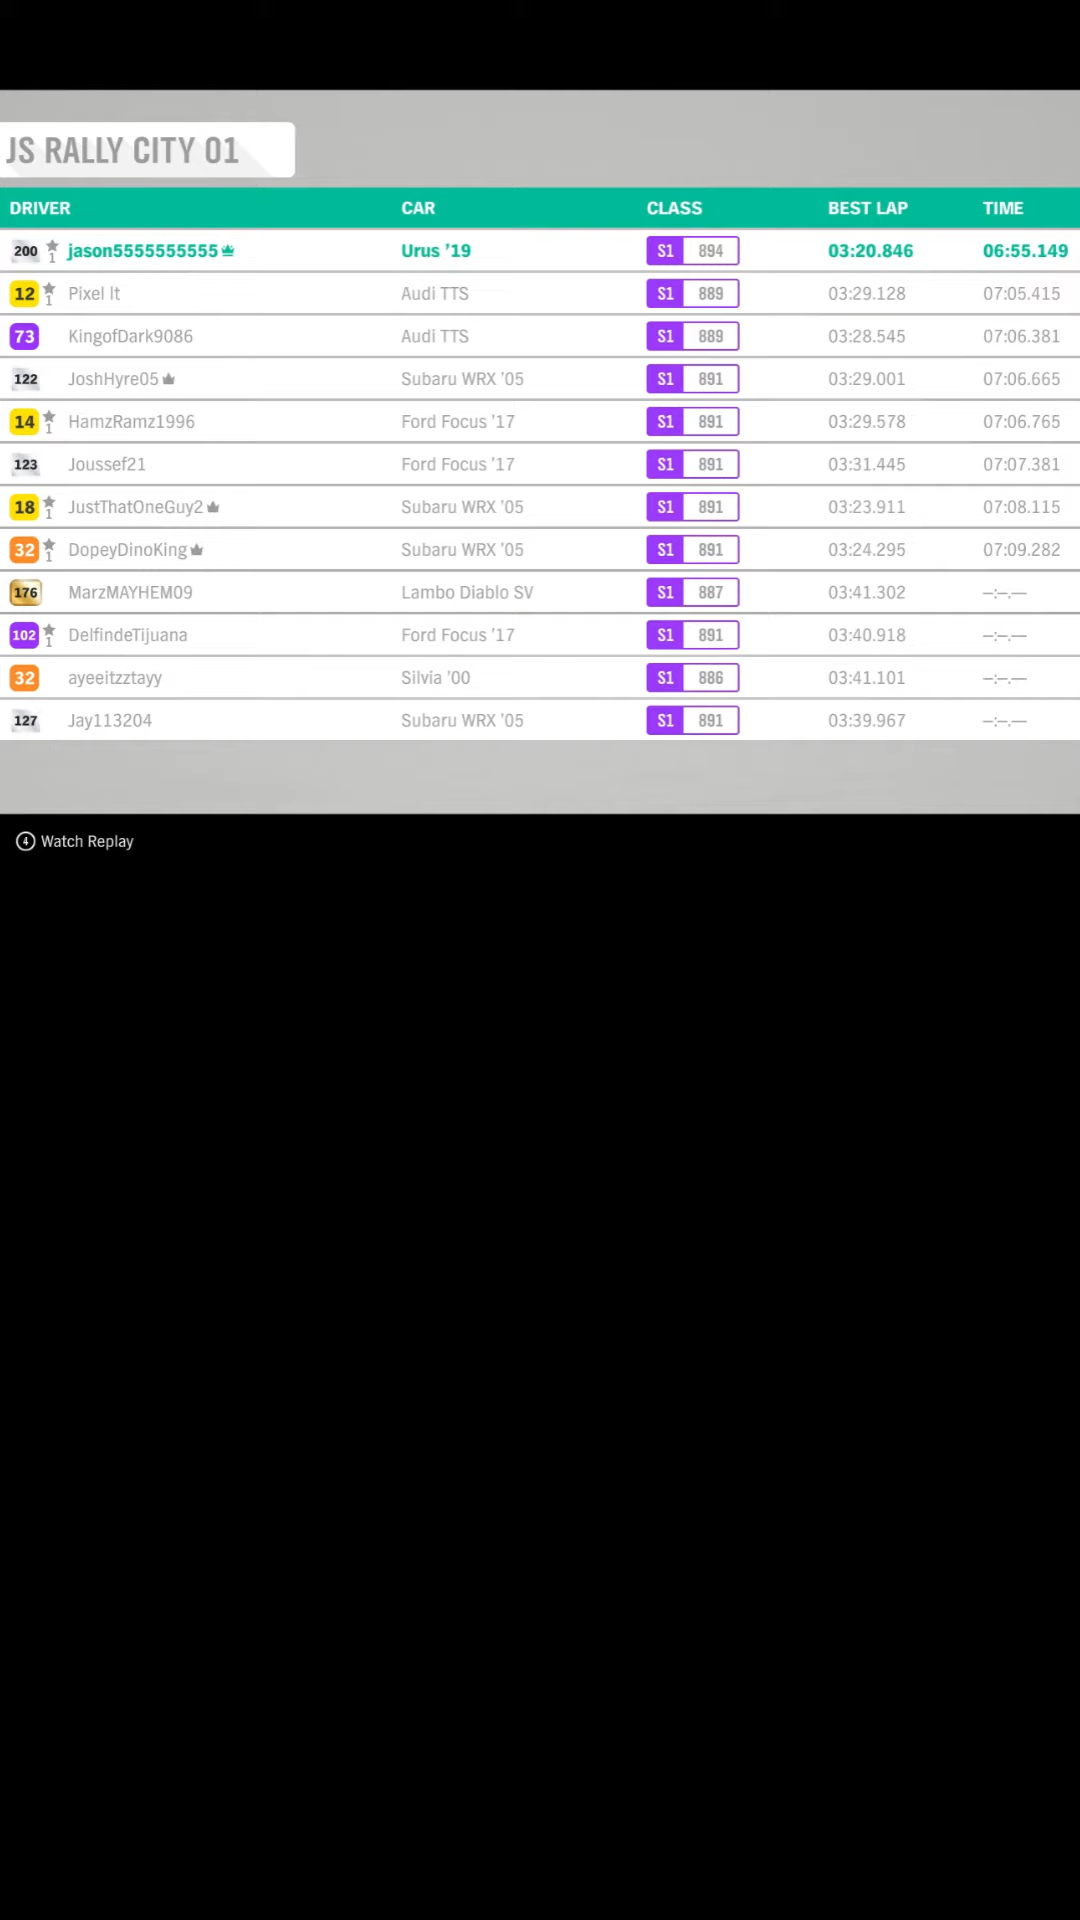 JS RALLY CITY 01
DRIVER CAR CLASS BEST LAP TIME
200 1 jason5555555555 Urus '19 S1 894 03:20.846 06:55.149
12 1 Pixel It Audi TTS S1 889 03:29.128 07:05.415
73 KingofDark9086 Audi TTS S1 889 03:28.545 07:06.381
122 JoshHyre05 Subaru WRX '05 S1 891 03:29.001 07:06.665
14 1 HamzRamz1996 Ford Focus '17 S1 891 03:29.578 07:06.765
123 Joussef21 Ford Focus '17 S1 891 03:31.445 07:07.381
18 1 JustThatOneGuy2 Subaru WRX '05 S1 891 03:23.911 07:08.115
32 1 DopeyDinoKing Subaru WRX '05 S1 891 03:24.295 07:09.282
176 MarzMAYHEM09 Lambo Diablo SV S1 887 03:41.302 –:–.––
102 1 DelfindeTijuana Ford Focus '17 S1 891 03:40.918 –:–.––
32 ayeeitzztayy Silvia '00 S1 886 03:41.101 –:–.––
127 Jay113204 Subaru WRX '05 S1 891 03:39.967 –:–.––
4 Watch Replay